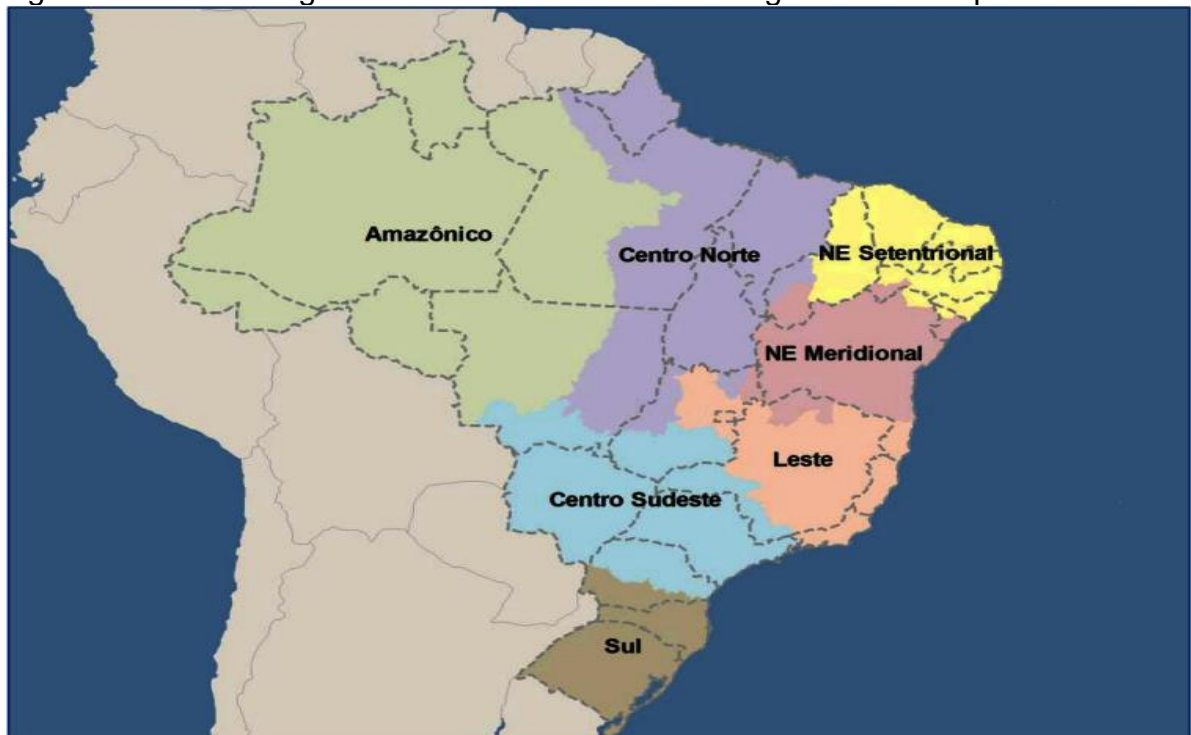 Amazônico
Centro Norte
NE Setentrional
NE Meridional
Leste
Centro Sudeste
Sul